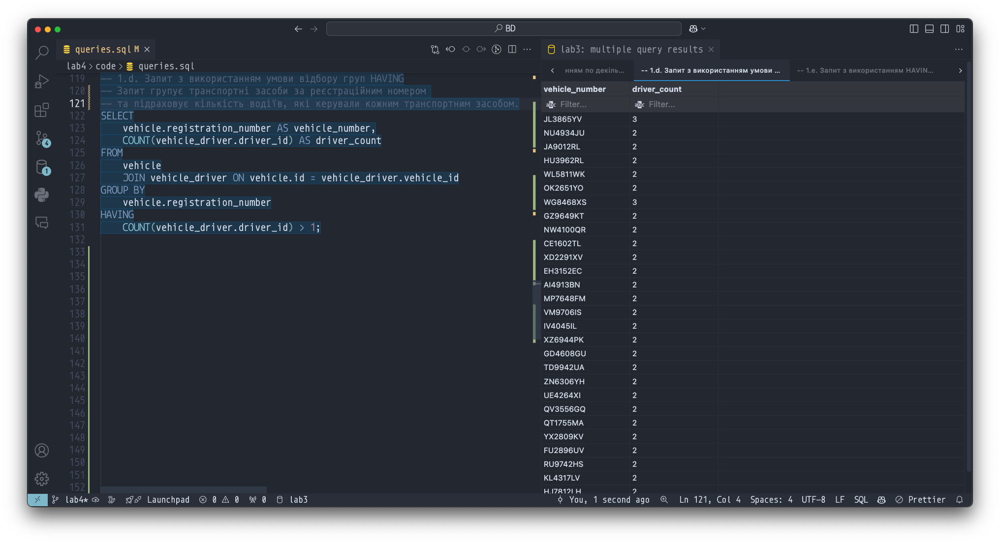 BD
queries.sql M
lab3: multiple query results
lab4 > code > queries.sql
119 -- 1.d. Запит з використанням умови відбору груп HAVING
120 -- Запит групує транспортні засоби за реєстраційним номером
121 -- та підраховує кількість водіїв, які керували кожним транспортним засобом.
122 SELECT
123 vehicle.registration_number AS vehicle_number,
124 COUNT(vehicle_driver.driver_id) AS driver_count
125 FROM
126 vehicle
127 JOIN vehicle_driver ON vehicle.id = vehicle_driver.vehicle_id
128 GROUP BY
129 vehicle.registration_number
130 HAVING
131 COUNT(vehicle_driver.driver_id) > 1;
132
133
134
135
136
137
138
139
140
141
142
143
144
145
146
147
148
149
150
151
152
4
1
нням по декіль... -- 1.d. Запит з використанням умови ... -- 1.e. Запит з використанням HAVIN...
vehicle_number driver_count
abc Filter... abc Filter...
JL3865YV 3
NU4934JU 2
JA9012RL 2
HU3962RL 2
WL5811WK 2
OK2651YO 2
WG8468XS 3
GZ9649KT 2
NW4100QR 2
CE1602TL 2
XD2291XV 2
EH3152EC 2
AI4913BN 2
MP7648FM 2
VM9706IS 2
IV4045IL 2
XZ6944PK 2
GD4608GU 2
TD9942UA 2
ZN6306YH 2
UE4264XI 2
QV3556GQ 2
QT1755MA 2
YX2809KV 2
FU2896UV 2
RU9742HS 2
KL4317LV 2
HJ7812LH 2
lab4* Launchpad 0 0 0 lab3 You, 1 second ago Ln 121, Col 4 Spaces: 4 UTF-8 LF SQL Prettier